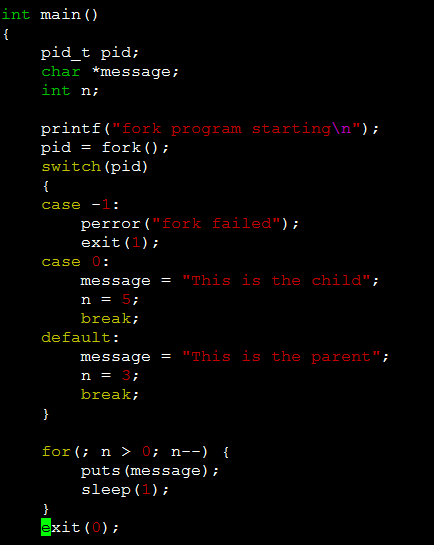 int main()
{
    pid_t pid;
    char *message;
    int n;

    printf("fork program starting\n");
    pid = fork();
    switch(pid)
    {
    case -1:
        perror("fork failed");
        exit(1);
    case 0:
        message = "This is the child";
        n = 5;
        break;
    default:
        message = "This is the parent";
        n = 3;
        break;
    }

    for(; n > 0; n--) {
        puts(message);
        sleep(1);
    }
    exit(0);